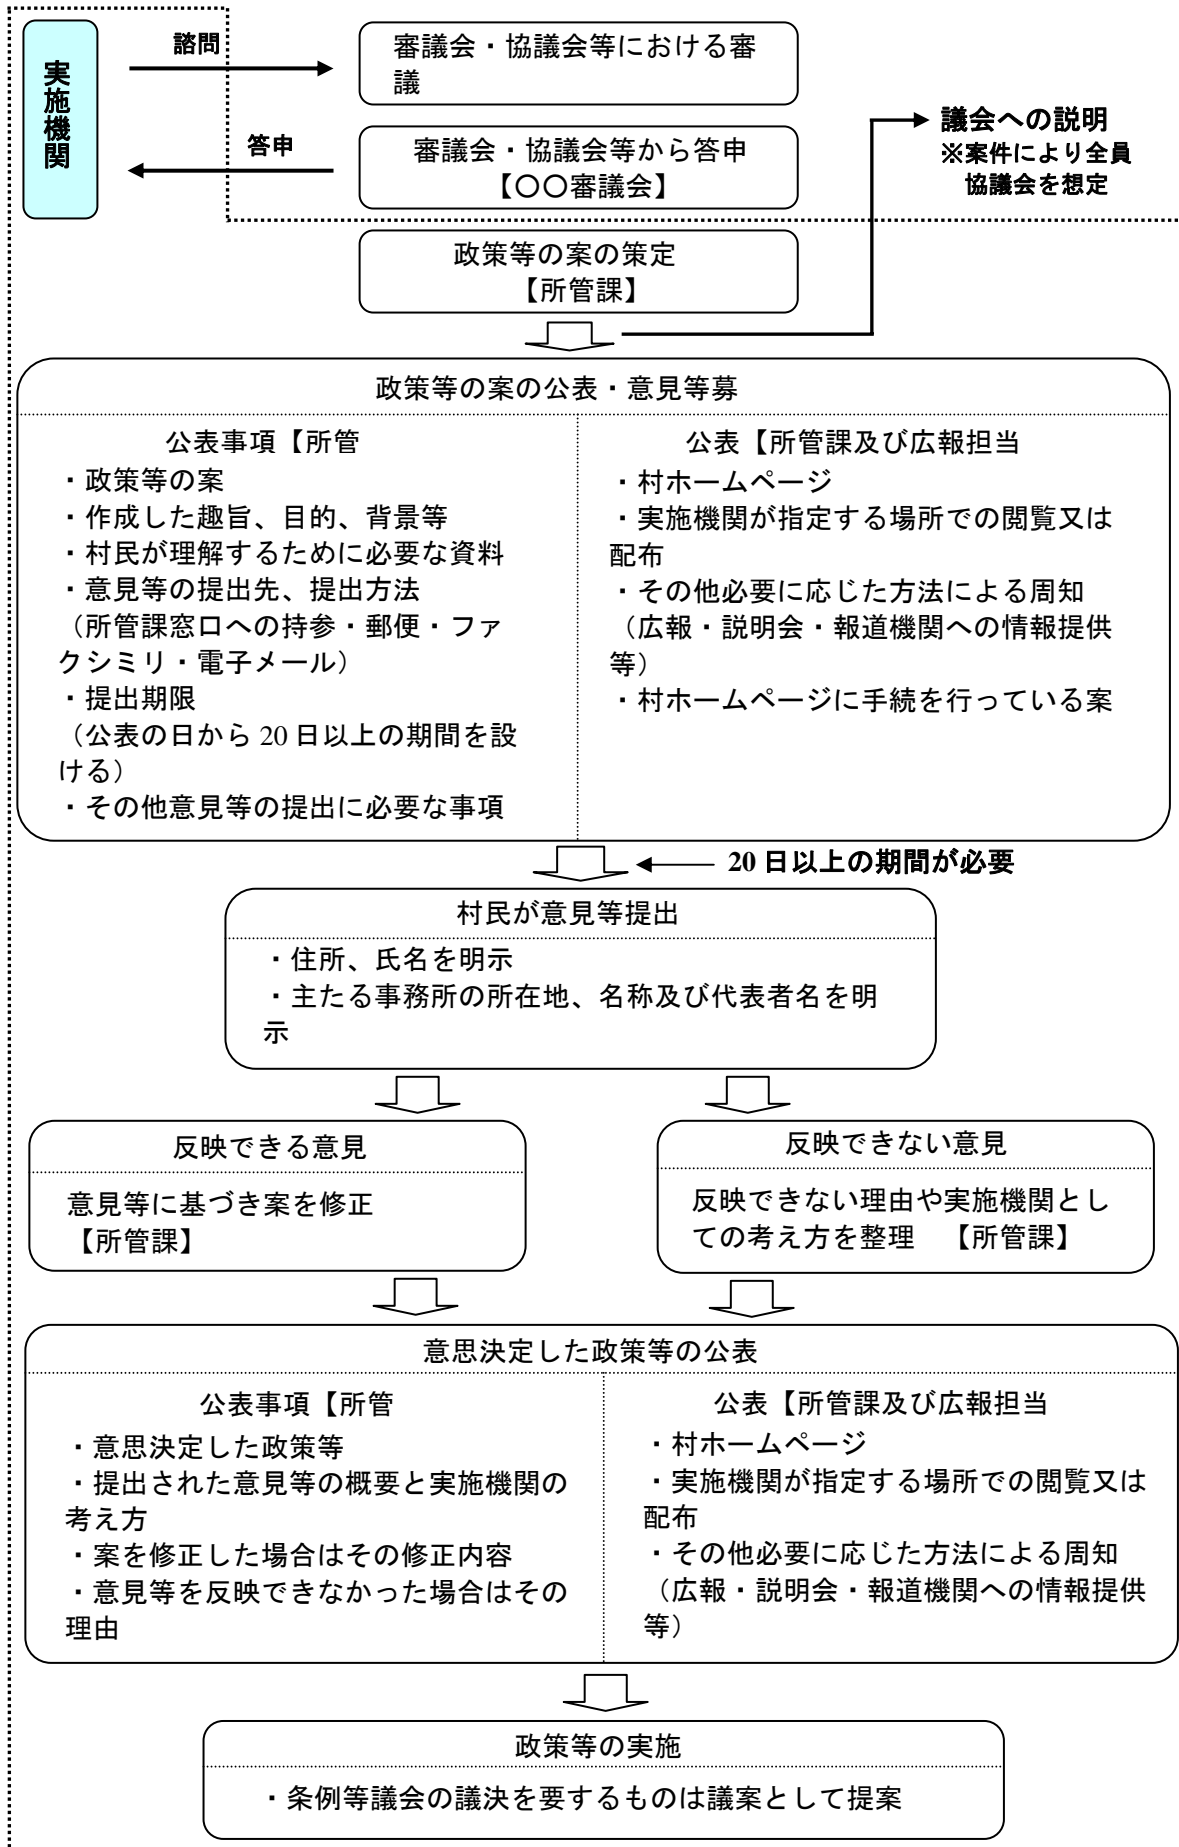 実施機関
諮問
審議会・協議会等における審
議
答申
審議会・協議会等から答申
【〇〇審議会】
議会への説明
※案件により全員
協議会を想定
政策等の案の策定
【所管課】
政策等の案の公表・意見等募
公表事項【所管
・政策等の案
・作成した趣旨、目的、背景等
・村民が理解するために必要な資料
・意見等の提出先、提出方法
（所管課窓口への持参・郵便・ファ
クシミリ・電子メール）
・提出期限
（公表の日から 20 日以上の期間を設
ける）
・その他意見等の提出に必要な事項
公表【所管課及び広報担当
・村ホームページ
・実施機関が指定する場所での閲覧又は
配布
・その他必要に応じた方法による周知
（広報・説明会・報道機関への情報提供
等）
・村ホームページに手続を行っている案
20 日以上の期間が必要
村民が意見等提出
・住所、氏名を明示
・主たる事務所の所在地、名称及び代表者名を明
示
反映できる意見
意見等に基づき案を修正
【所管課】
反映できない意見
反映できない理由や実施機関とし
ての考え方を整理　【所管課】
意思決定した政策等の公表
公表事項【所管
・意思決定した政策等
・提出された意見等の概要と実施機関の
考え方
・案を修正した場合はその修正内容
・意見等を反映できなかった場合はその
理由
公表【所管課及び広報担当
・村ホームページ
・実施機関が指定する場所での閲覧又は
配布
・その他必要に応じた方法による周知
（広報・説明会・報道機関への情報提供
等）
政策等の実施
・条例等議会の議決を要するものは議案として提案